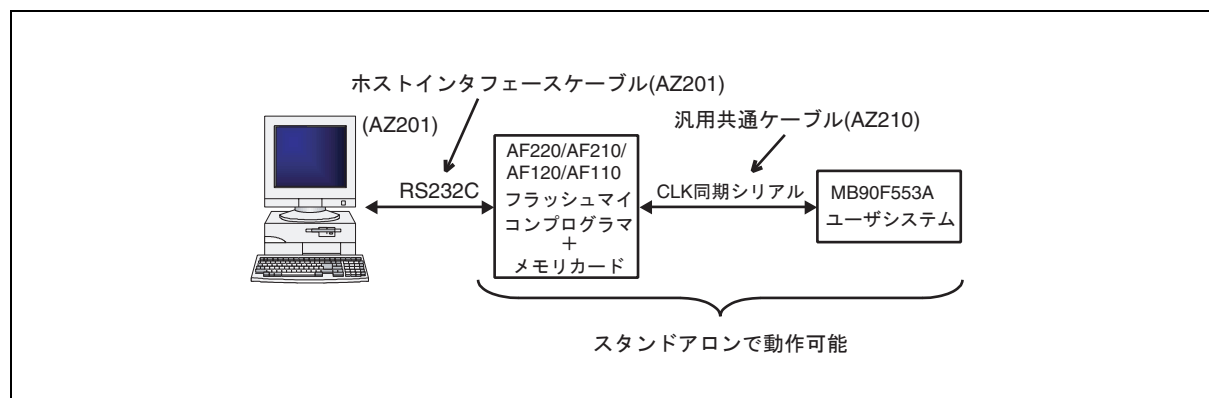 ホストインタフェースケーブル(AZ201)
(AZ201)
汎用共通ケーブル(AZ210)
RS232C
AF220/AF210/
AF120/AF110
フラッシュマイ
コンプログラマ
+
メモリカード
CLK同期シリアル
MB90F553A
ユーザシステム
スタンドアロンで動作可能